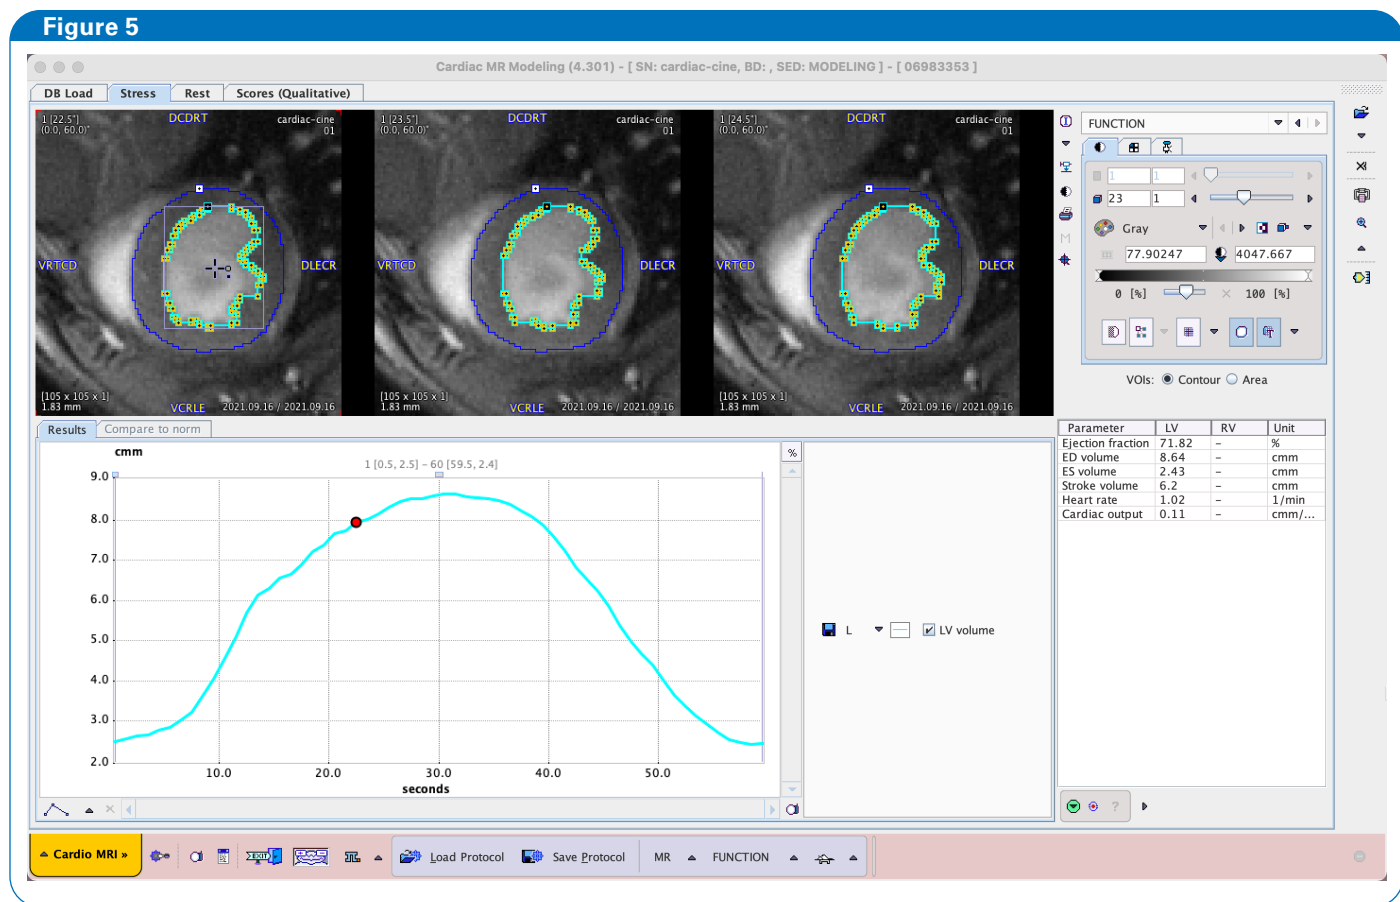 Figure 5
Cardiac MR Modeling (4.301) - [ SN: cardiac-cine, BD: , SED: MODELING ] - [ 06983353 ]
DB Load Stress Rest Scores (Qualitative)
1 [22.5"] DCDRT cardiac-cine
(0.0, 60.0)" 01
VRTCD DLECR
[105 x 105 x 1]
1.83 mm VCRLE 2021.09.16 / 2021.09.16
1 [23.5"] DCDRT cardiac-cine
(0.0, 60.0)" 01
VRTCD DLECR
[105 x 105 x 1]
1.83 mm VCRLE 2021.09.16 / 2021.09.16
1 [24.5"] DCDRT cardiac-cine
(0.0, 60.0)" 01
VRTCD DLECR
[105 x 105 x 1]
1.83 mm VCRLE 2021.09.16 / 2021.09.16
FUNCTION
1 1
23 1
Gray
77.90247 4047.667
0 [%] 100 [%]
VOIs: Contour Area
Results Compare to norm
cmm
1 [0.5, 2.5] - 60 [59.5, 2.4]
%
9.0
8.0
7.0
6.0
5.0
4.0
3.0
2.0
10.0 20.0 30.0 40.0 50.0
seconds
L LV volume
Parameter LV RV Unit
Ejection fraction 71.82 - %
ED volume 8.64 - cmm
ES volume 2.43 - cmm
Stroke volume 6.2 - cmm
Heart rate 1.02 - 1/min
Cardiac output 0.11 - cmm/...
?
Cardio MRI » EXIT Load Protocol Save Protocol MR FUNCTION